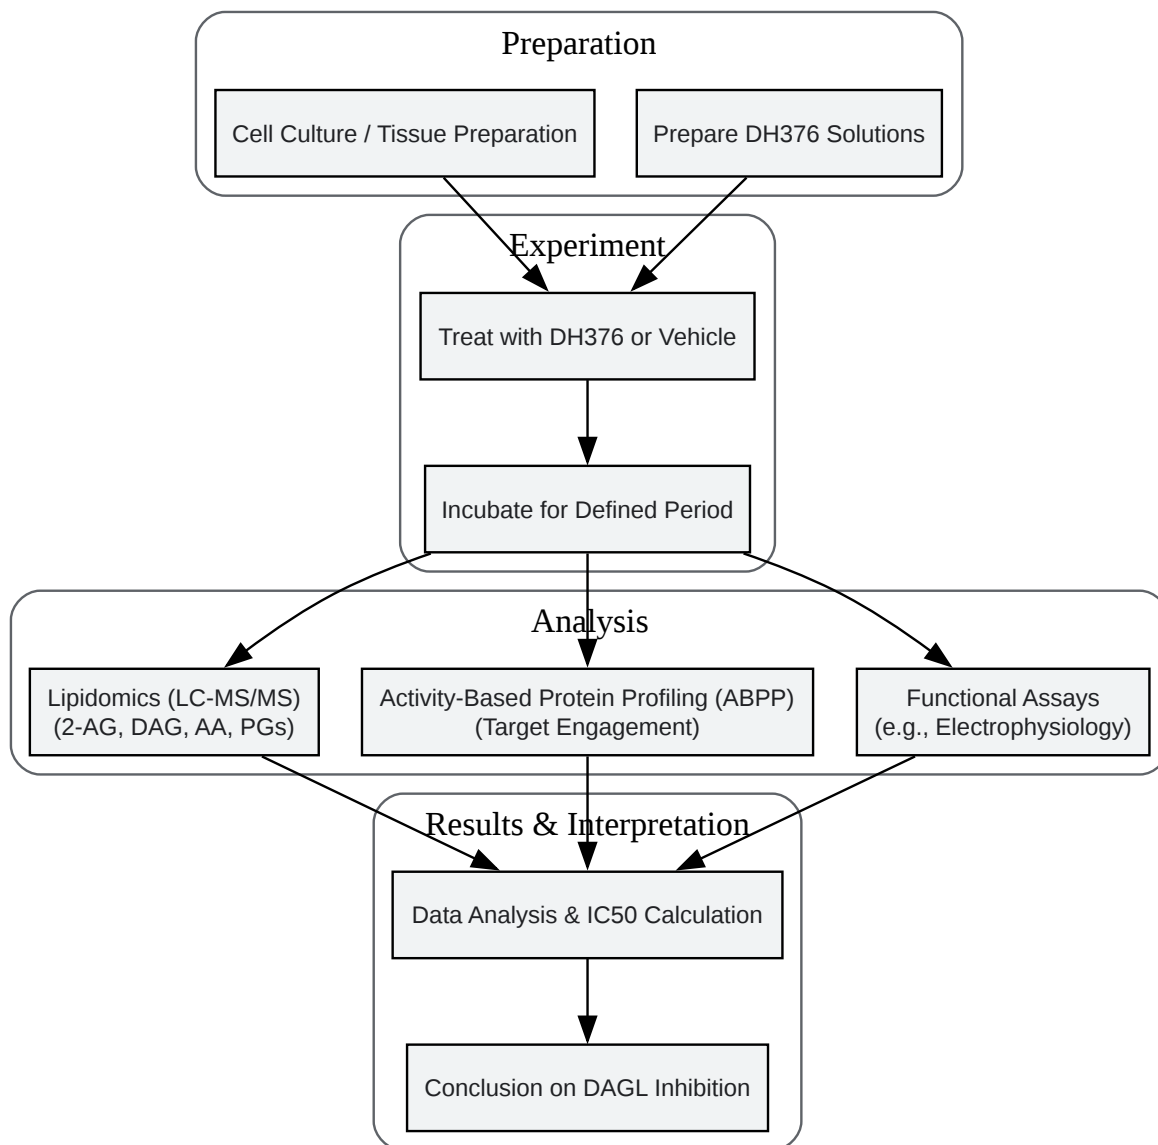 Preparation
Cell Culture / Tissue Preparation
Prepare DH376 Solutions
Experiment
Treat with DH376 or Vehicle
Incubate for Defined Period
Analysis
Lipidomics (LC-MS/MS)
(2-AG, DAG, AA, PGs)
Activity-Based Protein Profiling (ABPP)
(Target Engagement)
Functional Assays
(e.g., Electrophysiology)
Results & Interpretation
Data Analysis & IC50 Calculation
Conclusion on DAGL Inhibition